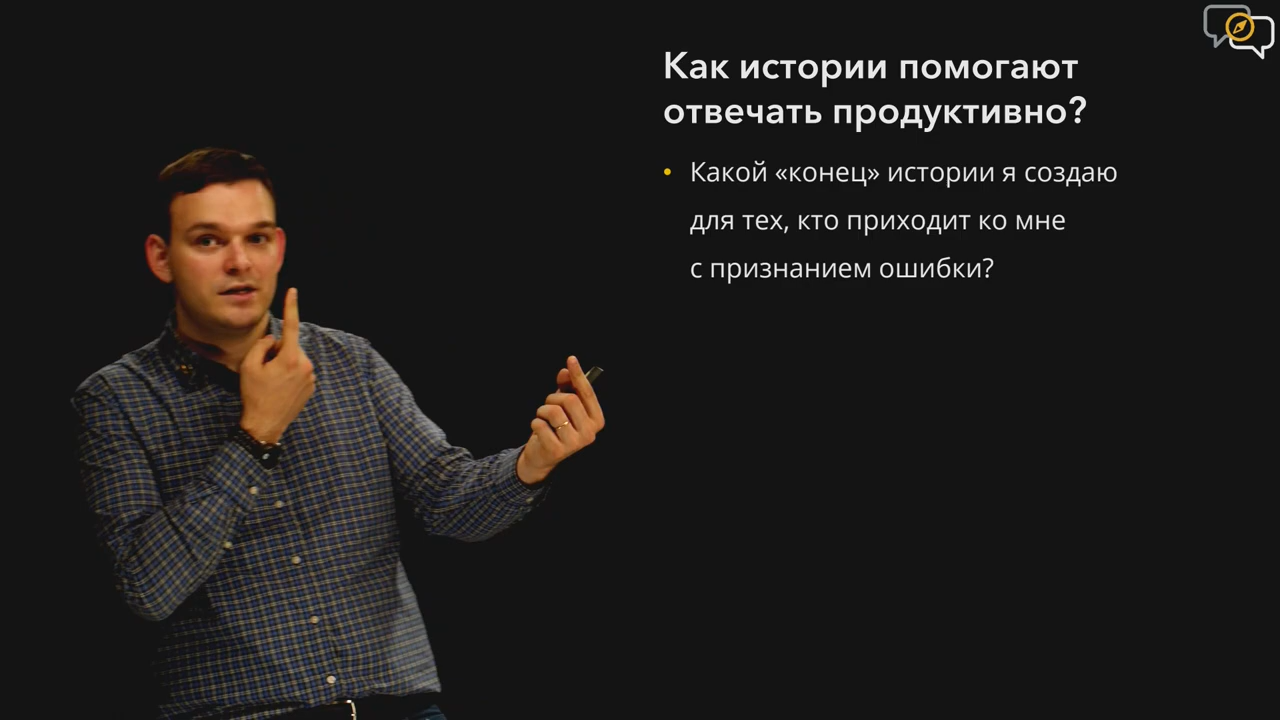 Как истории помогают
отвечать продуктивно?
• Какой «конец» истории я создаю
для тех, кто приходит ко мне
с признанием ошибки?